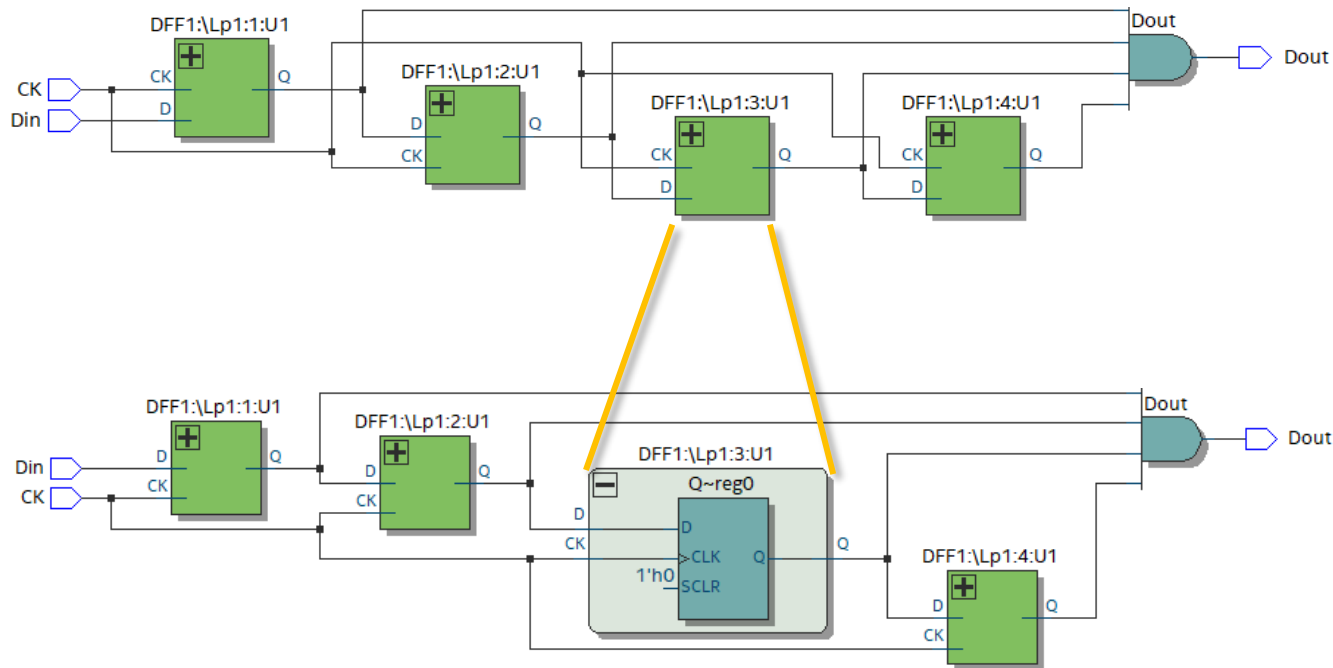 DFF1:\Lp1:1:U1
CK
D
Q
DFF1:\Lp1:2:U1
D
CK
Q
DFF1:\Lp1:3:U1
CK
D
Q
DFF1:\Lp1:4:U1
CK
D
Q
Dout
Dout
CK
Din
DFF1:\Lp1:1:U1
D
CK
Q
DFF1:\Lp1:2:U1
D
CK
Q
DFF1:\Lp1:3:U1
Q~reg0
D
CK
D
CLK
1'h0
SCLR
Q
Q
DFF1:\Lp1:4:U1
D
CK
Q
Dout
Dout
Din
CK